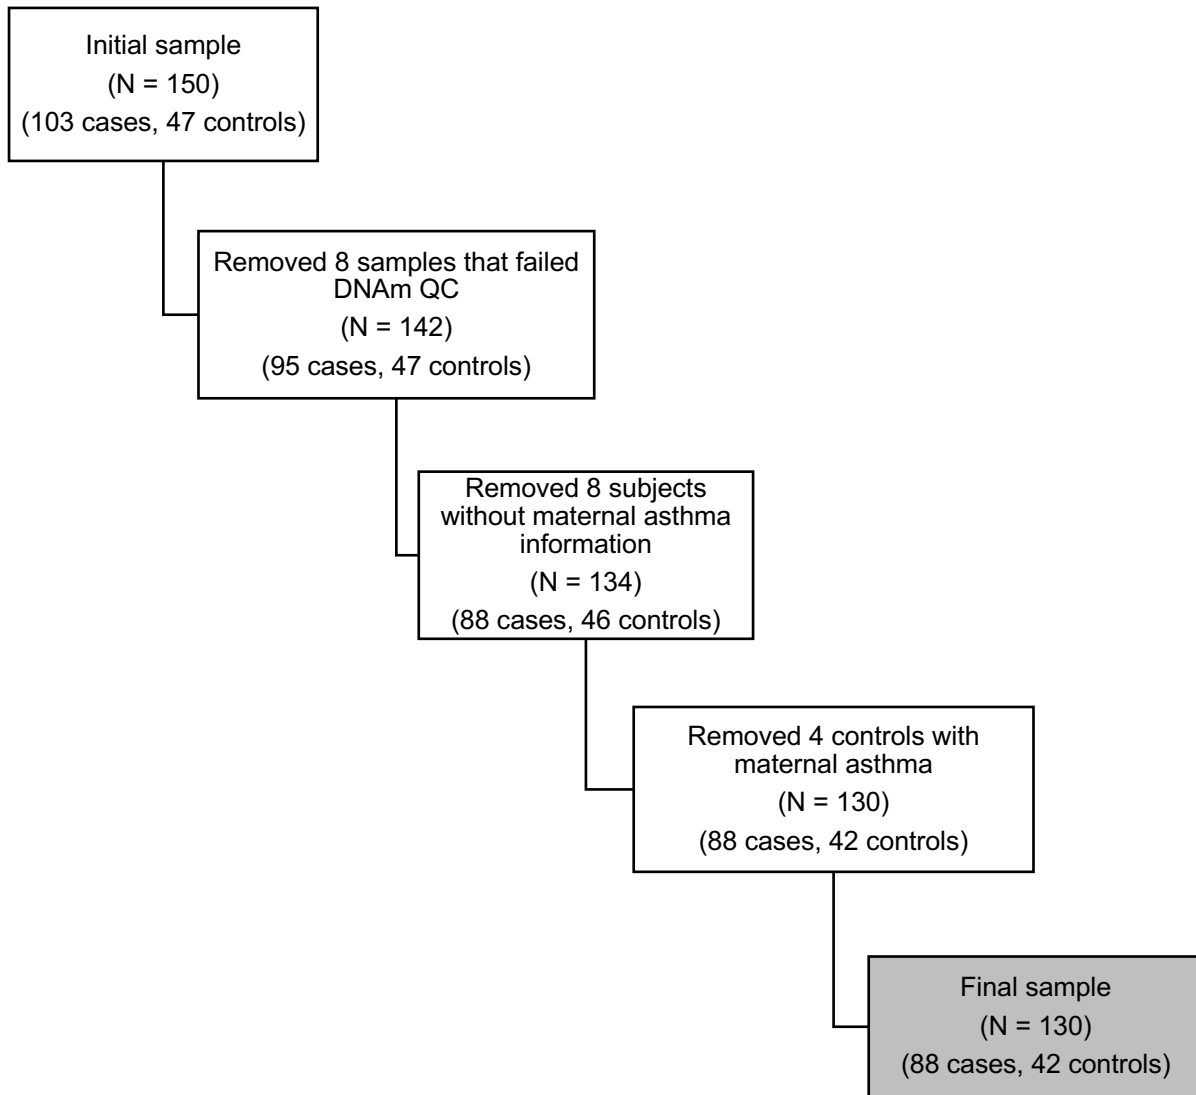 Initial sample
(N = 150)
(103 cases, 47 controls)
Removed 8 samples that failed
DNAm QC
(N = 142)
(95 cases, 47 controls)
Removed 8 subjects
without maternal asthma
information
(N = 134)
(88 cases, 46 controls)
Removed 4 controls with
maternal asthma
(N = 130)
(88 cases, 42 controls)
Final sample
(N = 130)
(88 cases, 42 controls)